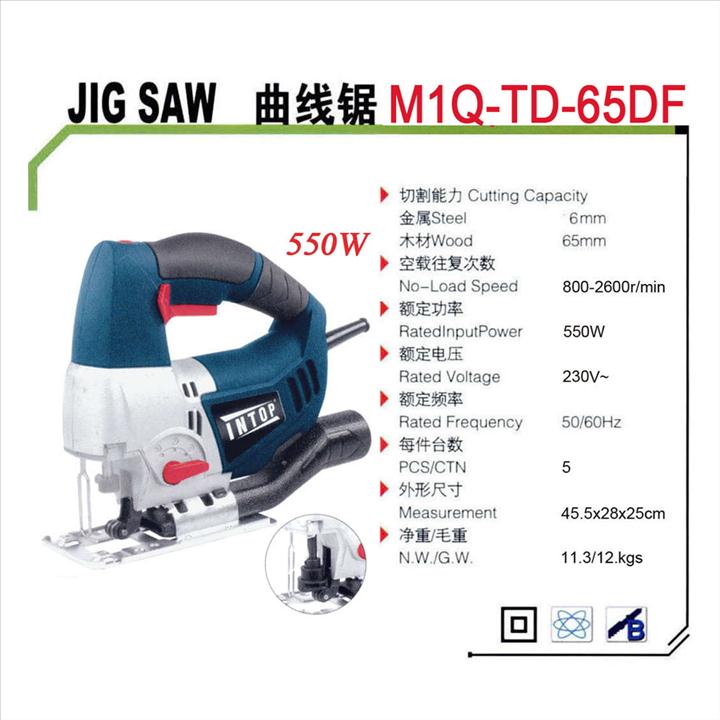 JIG SAW 曲线锯 M1Q-TD-65DF
550W
切割能力 Cutting Capacity
金属Steel 6mm
木材Wood 65mm
空载往复次数
No-Load Speed 800-2600r/min
额定功率
RatedInputPower 550W
额定电压
Rated Voltage 230V~
额定频率
Rated Frequency 50/60Hz
每件台数
PCS/CTN 5
外形尺寸
Measurement 45.5x28x25cm
净重/毛重
N.W./G.W. 11.3/12.kgs
INTOP
B